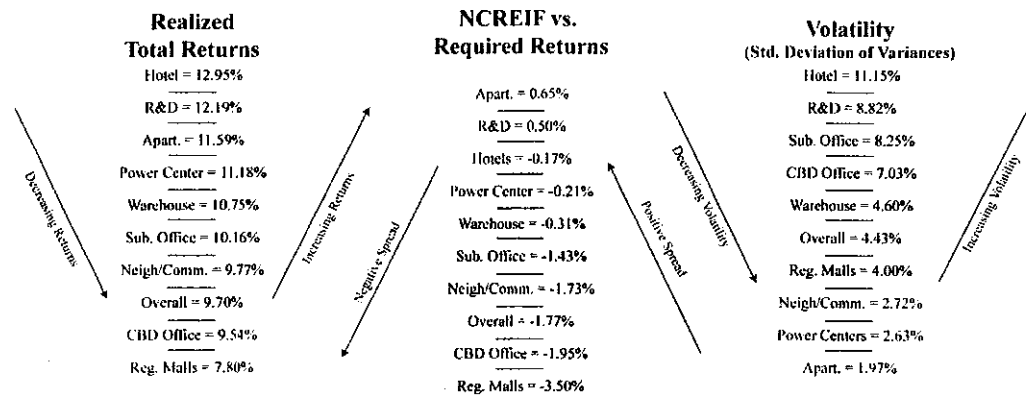 Realized
Total Returns
Hotel = 12.95%
R&D = 12.19%
Apart. = 11.59%
Power Center = 11.18%
Warehouse = 10.75%
Sub. Office = 10.16%
Neigh/Comm. = 9.77%
Overall = 9.70%
CBD Office = 9.54%
Reg. Malls = 7.80%
Decreasing Returns
Increasing Returns
NCREIF vs.
Required Returns
Apart. = 0.65%
R&D = 0.50%
Hotels = -0.17%
Power Center = -0.21%
Warehouse = -0.31%
Sub. Office = -1.43%
Neigh/Comm. = -1.73%
Overall = -1.77%
CBD Office = -1.95%
Reg. Malls = -3.50%
Negative Spread
Positive Spread
Volatility
(Std. Deviation of Variances)
Hotel = 11.15%
R&D = 8.82%
Sub. Office = 8.25%
CBD Office = 7.03%
Warehouse = 4.60%
Overall = 4.43%
Reg. Malls = 4.00%
Neigh/Comm. = 2.72%
Power Centers = 2.63%
Apart. = 1.97%
Decreasing Volatility
Increasing Volatility